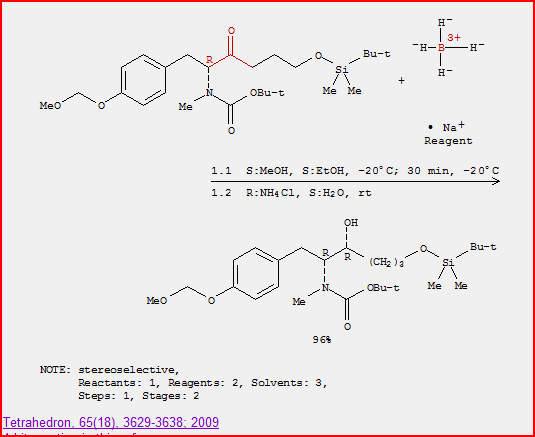 O
R
O
Si
Bu-t
Me Me
MeO
O
Me
N
OBu-t
O
+
H⁻
⁻H
B
3+
H⁻
H⁻
• Na⁺
Reagent
1.1 S:MeOH, S:EtOH, -20°C; 30 min, -20°C
1.2 R:NH₄Cl, S:H₂O, rt
OH
R
R
(CH₂)₃
O
Si
Bu-t
Me Me
MeO
O
Me
N
OBu-t
O
96%
NOTE: stereoselective,
Reactants: 1, Reagents: 2, Solvents: 3,
Steps: 1, Stages: 2
Tetrahedron, 65(18), 3629-3638; 2009